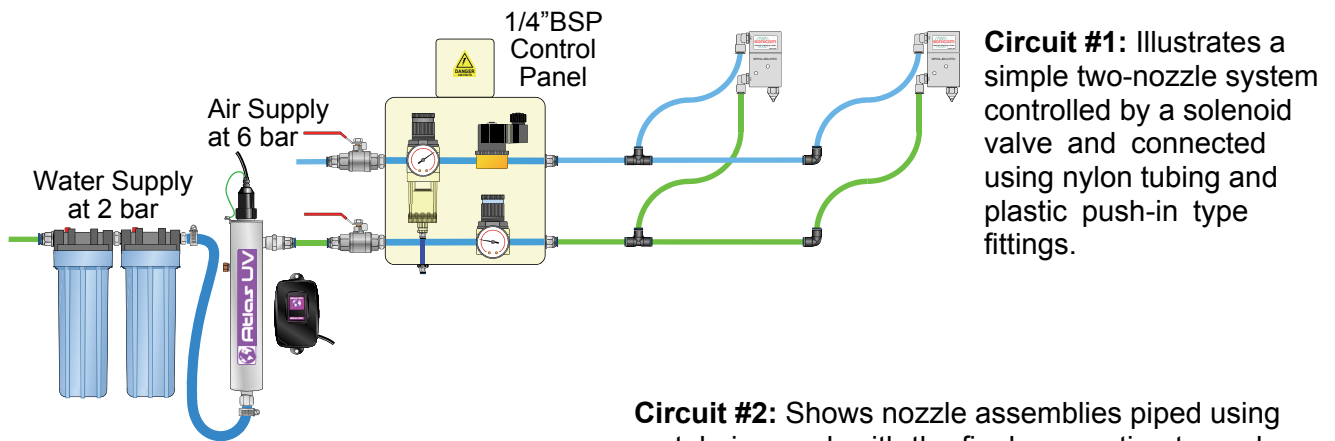 1/4”BSP
Control
Panel
DANGER
Air Supply
at 6 bar
Water Supply
at 2 bar
Atlas UV
Circuit #1: Illustrates a
simple two-nozzle system
controlled by a solenoid
valve and connected
using nylon tubing and
plastic push-in type
fittings.
Circuit #2: Shows nozzle assemblies piped using